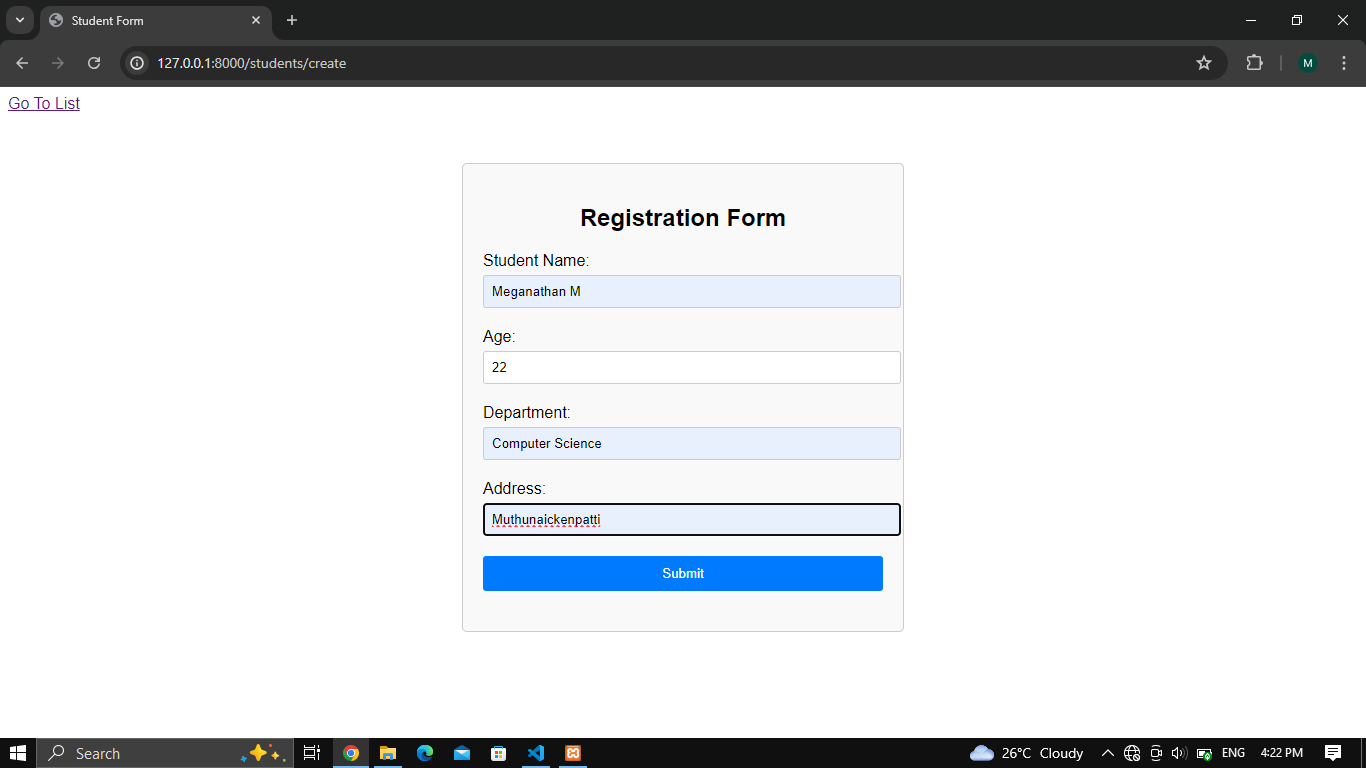 Student Form
127.0.0.1:8000/students/create
M
Go To List
Registration Form
Student Name:
Meganathan M
Age:
22
Department:
Computer Science
Address:
Muthunaickenpatti
Submit
Search
26°C Cloudy
ENG
4:22 PM